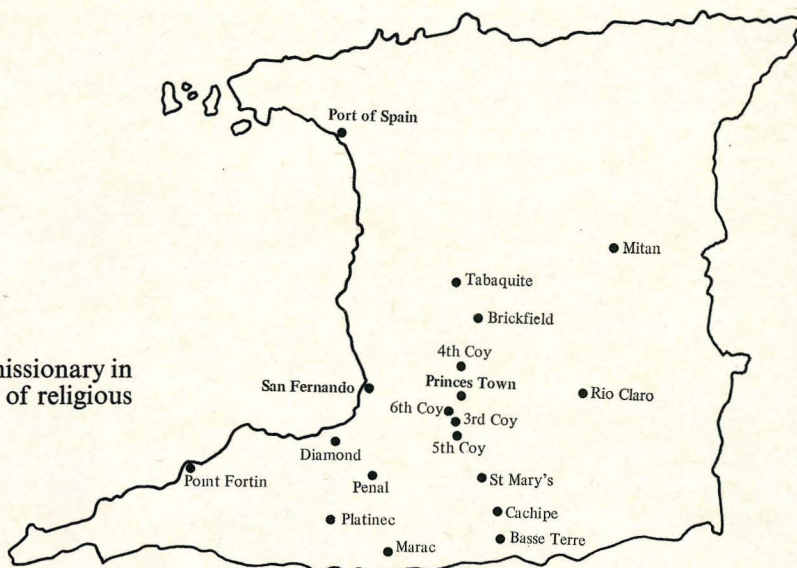 Port of Spain
Mitan
Tabaquite
Brickfield
4th Coy
issionary in
of religious
San Fernando
Princes Town
Rio Claro
6th Coy
3rd Coy
Diamond
5th Coy
Point Fortin
Penal
St Mary's
Platinec
Cachipe
Basse Terre
Marac